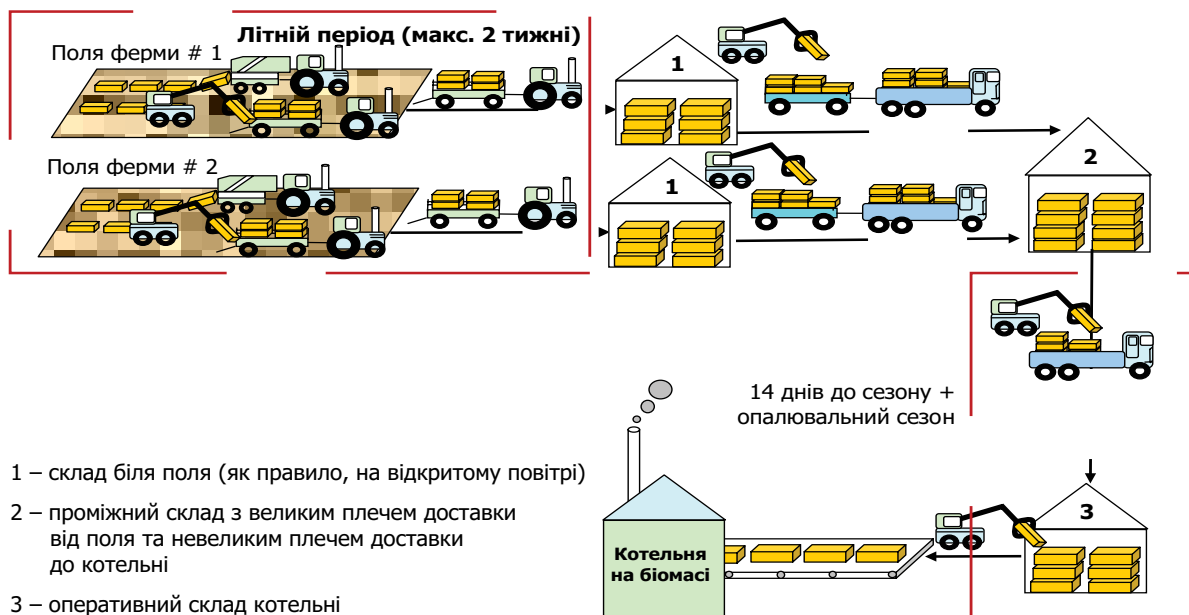 Літній період (макс. 2 тижні)
Поля ферми # 1
1
Поля ферми # 2
1
2
14 днів до сезону +
опалювальний сезон
1 – склад біля поля (як правило, на відкритому повітрі)
2 – проміжний склад з великим плечем доставки
від поля та невеликим плечем доставки
до котельні
3 – оперативний склад котельні
Котельня
на біомасі
3